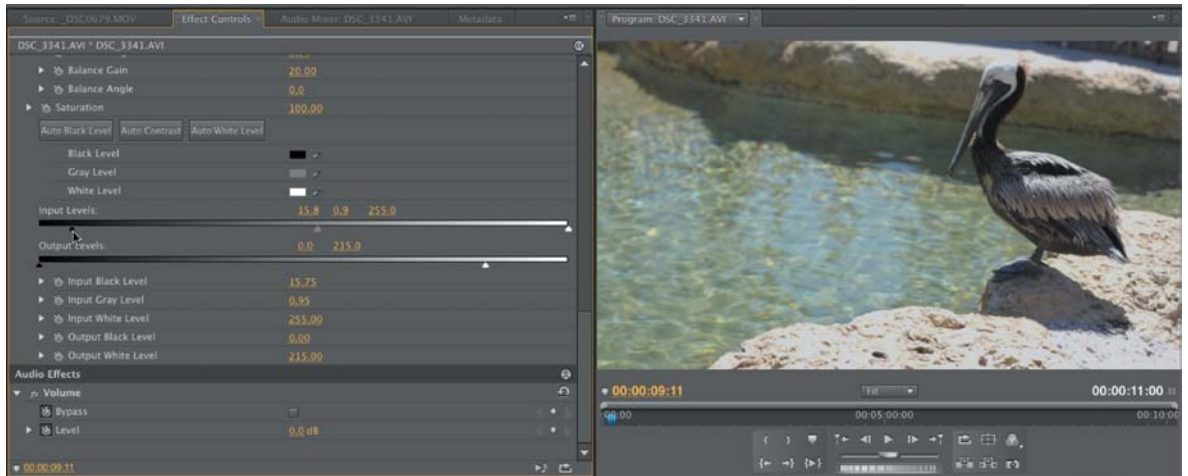 Source: _DSC0679.MOV
Effect Controls
Audio Mixer: DSC_3341.AVI
Metadata
Program: DSC_3341.AVI
DSC_3341.AVI * DSC_3341.AVI
Balance Gain 20.00
Balance Angle 0.0
Saturation 100.00
Auto Black Level Auto Contrast Auto White Level
Black Level
Gray Level
White Level
Input Levels: 15.8 0.9 255.0
Output Levels: 0.0 215.0
Input Black Level 15.75
Input Gray Level 0.95
Input White Level 255.00
Output Black Level 0.00
Output White Level 215.00
Audio Effects
fx Volume
Bypass
Level 0.0 dB
00:00:09:11
00:00:09:11 Fit 00:00:11:00
00:05:00:00